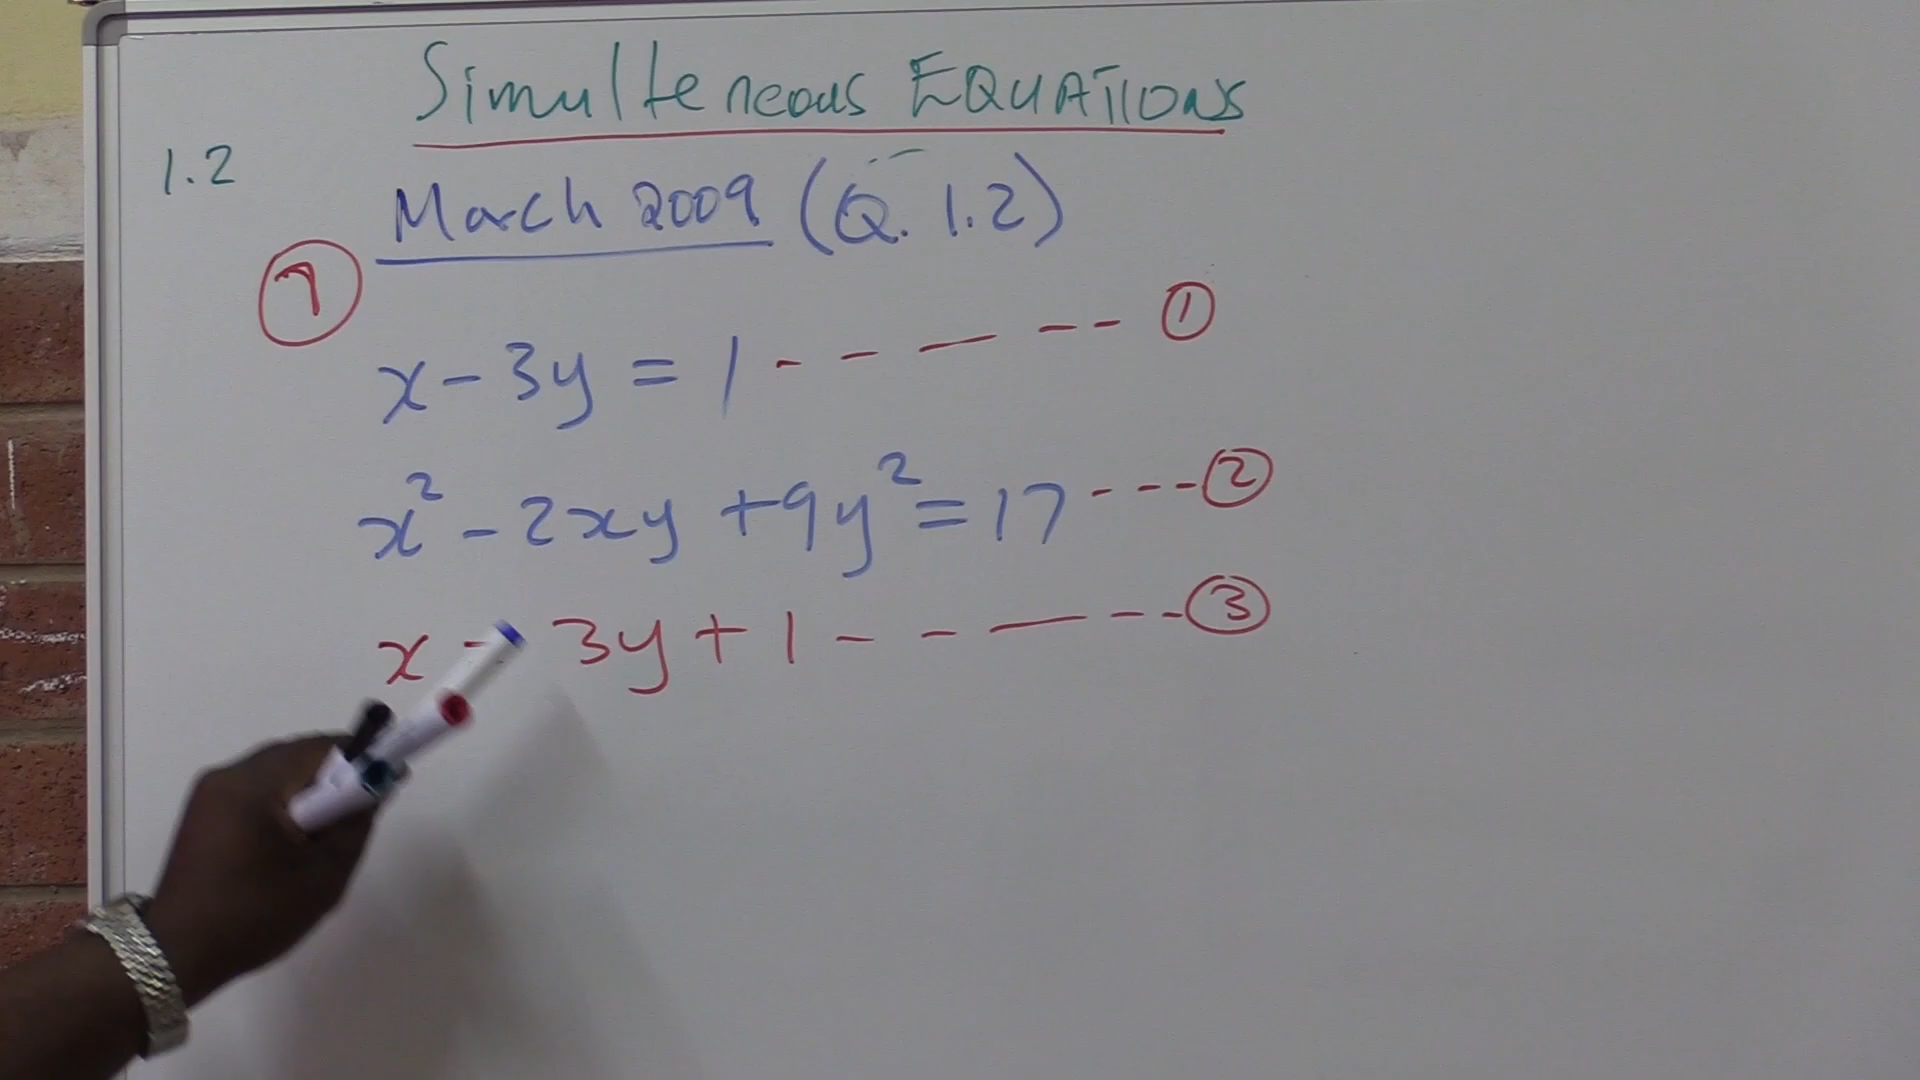 Simulteneous EQUATIONS
1.2
March 2009 (Q. 1.2)
7
x - 3y = 1 - - — - - ①
x² - 2xy + 9y² = 17 - - - ②
x = 3y + 1 - - — - - ③